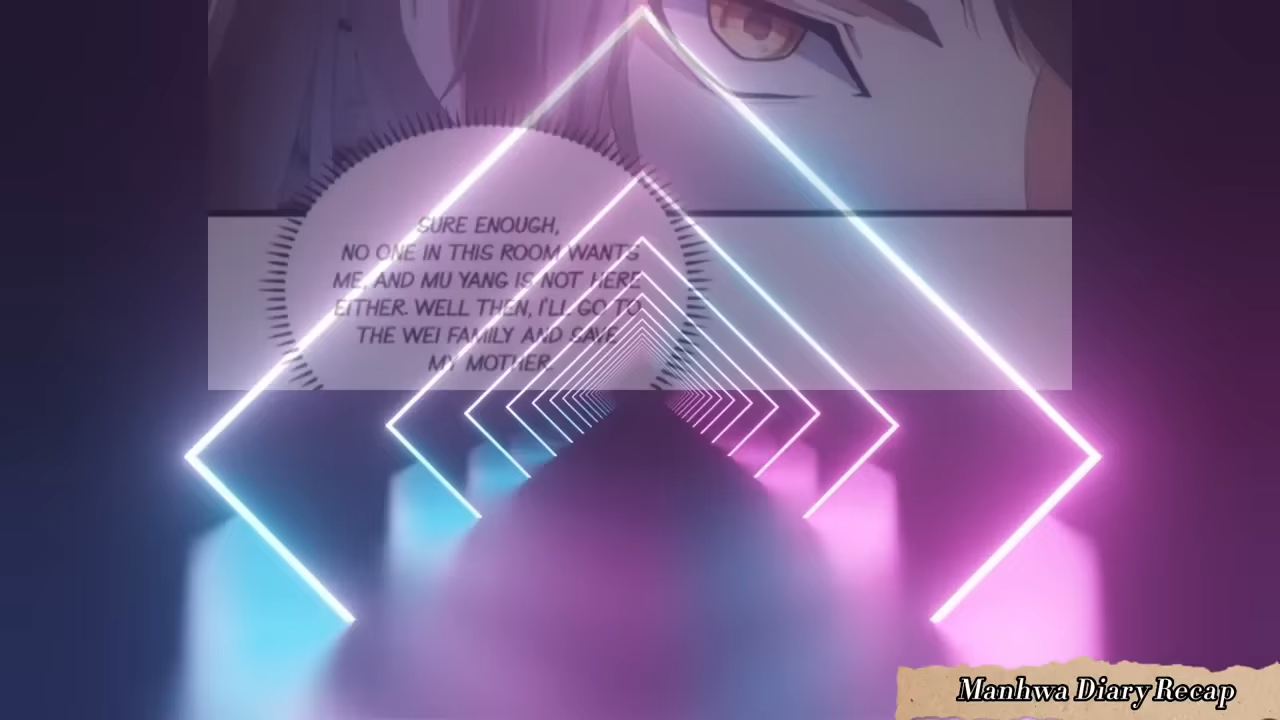 SURE ENOUGH,
NO ONE IN THIS ROOM WANTS
ME, AND MU YANG IS NOT HERE
EITHER. WELL THEN, I'LL GO TO
THE WEI FAMILY AND SAVE
MY MOTHER.
Manhwa Diary Recap